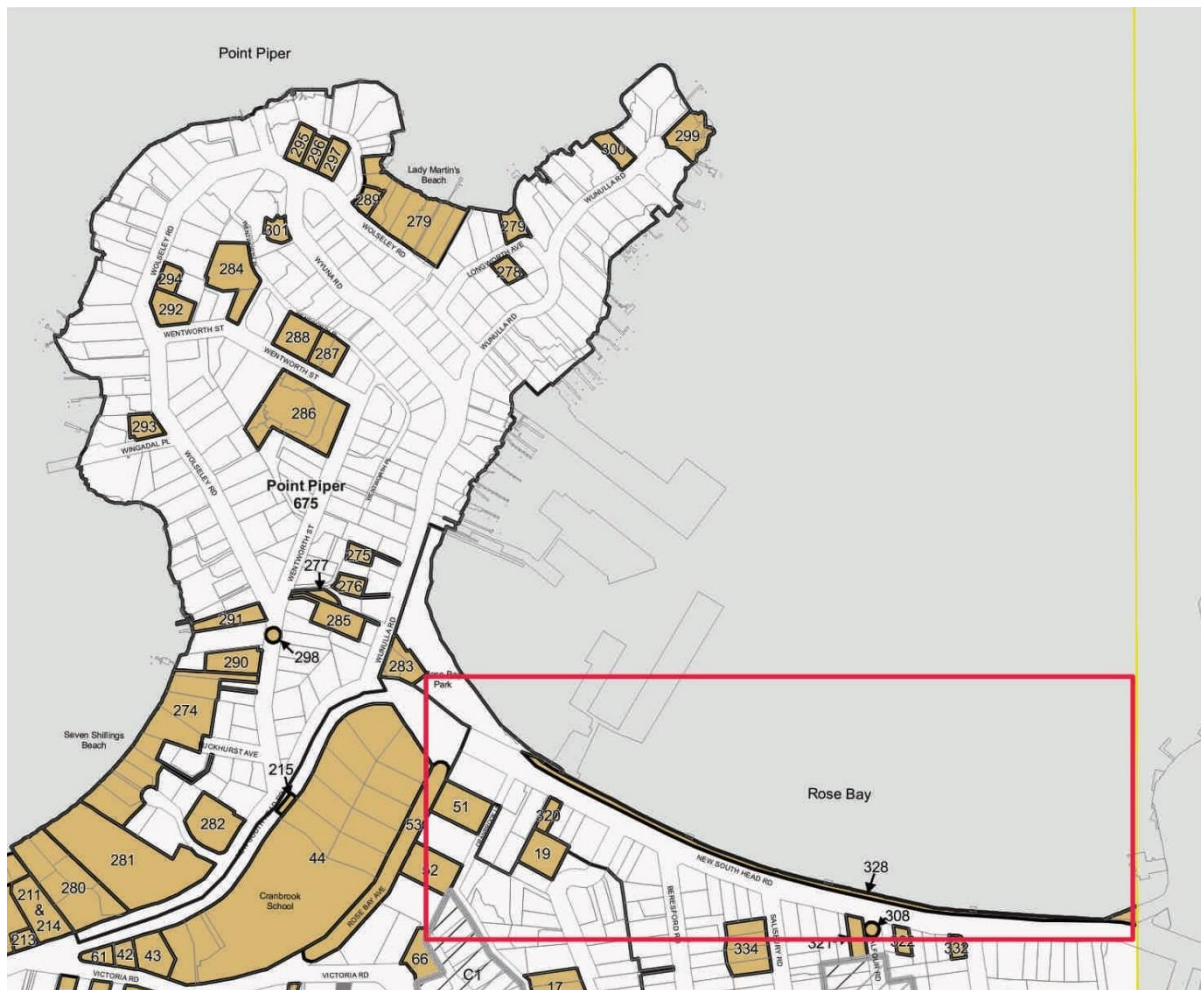 Point Piper
295
296
297
299
300
Lady Martin's
Beach
WUNULLA RD
289
279
279
301
WOLSELEY RD
WOLSELEY RD
LONGWORTH AVE
278
284
WYUNA RD
294
292
WENTWORTH ST
288
287
WUNULLA RD
WENTWORTH ST
286
293
WINGADAL PL
WOLSELEY RD
WENTWORTH PL
Point Piper
675
WENTWORTH ST
275
277
276
291
285
298
WUNULLA RD
290
283
Park
274
Seven Shillings
Beach
215
Rose Bay
51
320
282
53
19
44
281
52
NEW SOUTH HEAD RD
328
280
211
&
214
Cranbrook
School
ROSE BAY AVE
BERESFORD RD
SALISBURY RD
308
213
334
321
322
332
61
42
43
66
VICTORIA RD
VICTORIA RD
C1
17